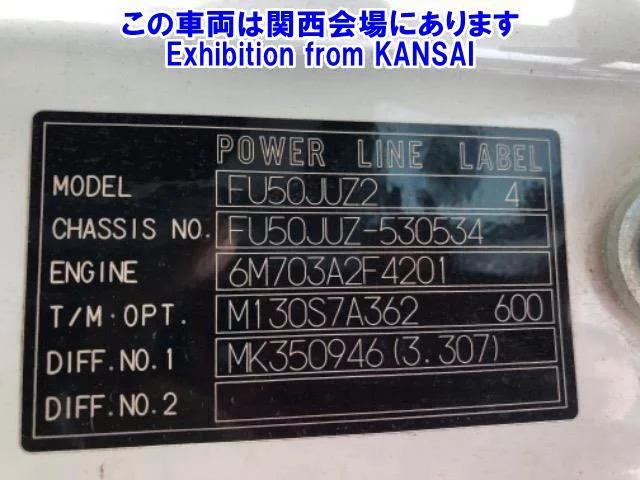 この車両は関西会場にあります
Exhibition from KANSAI
POWER LINE LABEL
MODEL FU50JUZ2 4
CHASSIS NO. FU50JUZ-530534
ENGINE 6M703A2F4201
T/M·OPT. M130S7A362 600
DIFF.NO.1 MK350946(3.307)
DIFF.NO.2